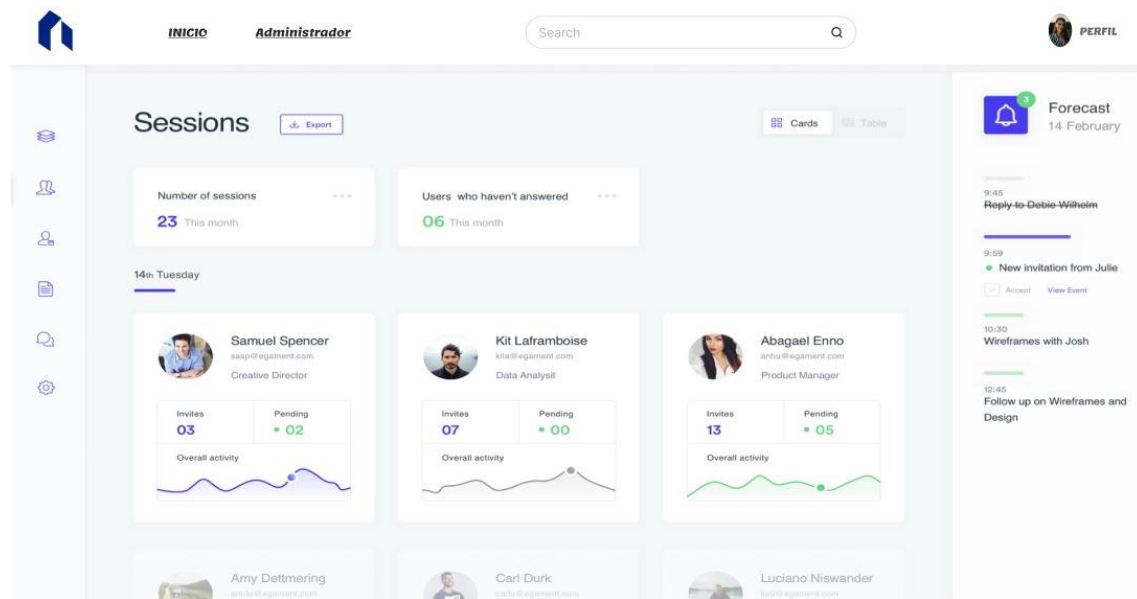 INICIO
Administrador
Search
PERFIL
Sessions
Export
Cards
Table
Number of sessions
23 This month
Users who haven't answered
06 This month
14th Tuesday
Samuel Spencer
sasp@egament.com
Creative Director
Invites
03
Pending
02
Overall activity
Kit Laframboise
kila@egament.com
Data Analysit
Invites
07
Pending
00
Overall activity
Abagael Enno
anhu@egament.com
Product Manager
Invites
13
Pending
05
Overall activity
Amy Dettmering
Carl Durk
Luciano Niswander
3
Forecast
14 February
9:45
Reply to Debie Wilhelm
9:59
New invitation from Julie
Accept
View Event
10:30
Wireframes with Josh
12:45
Follow up on Wireframes and
Design